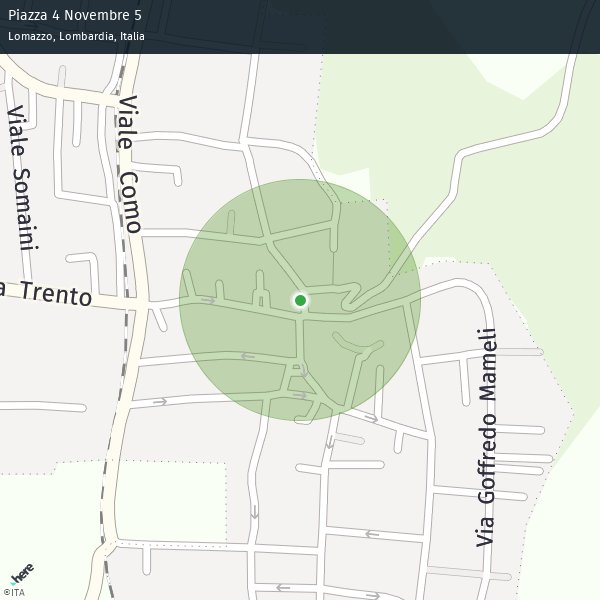 Piazza 4 Novembre 5
Lomazzo, Lombardia, Italia
Viale Como
Viale Somaini
a Trento
Via Goffredo Mameli
here
©ITA